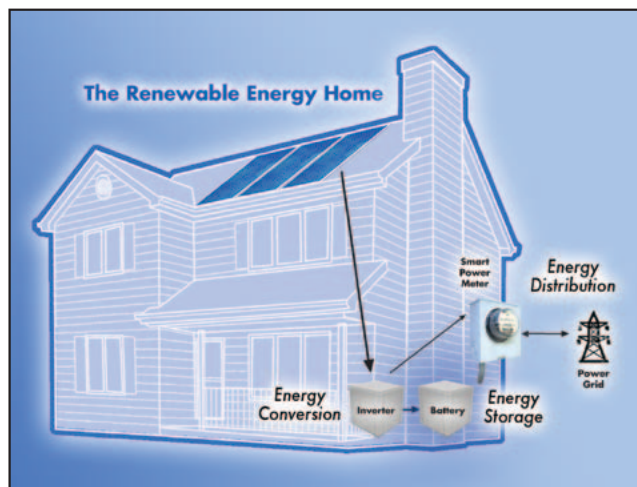 The Renewable Energy Home
Smart
Power
Meter
Energy
Distribution
Power
Grid
Energy
Conversion
Inverter
Battery
Energy
Storage